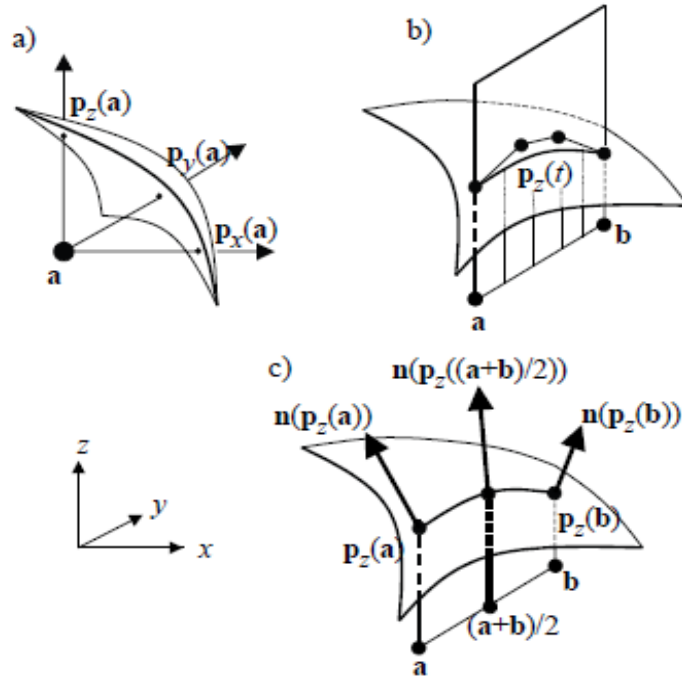 a)
p_z(a)
p_y(a)
p_x(a)
a
b)
p_z(t)
b
a
c)
n(p_z((a+b)/2))
n(p_z(a))
n(p_z(b))
p_z(a)
p_z(b)
b
(a+b)/2
a
z
y
x